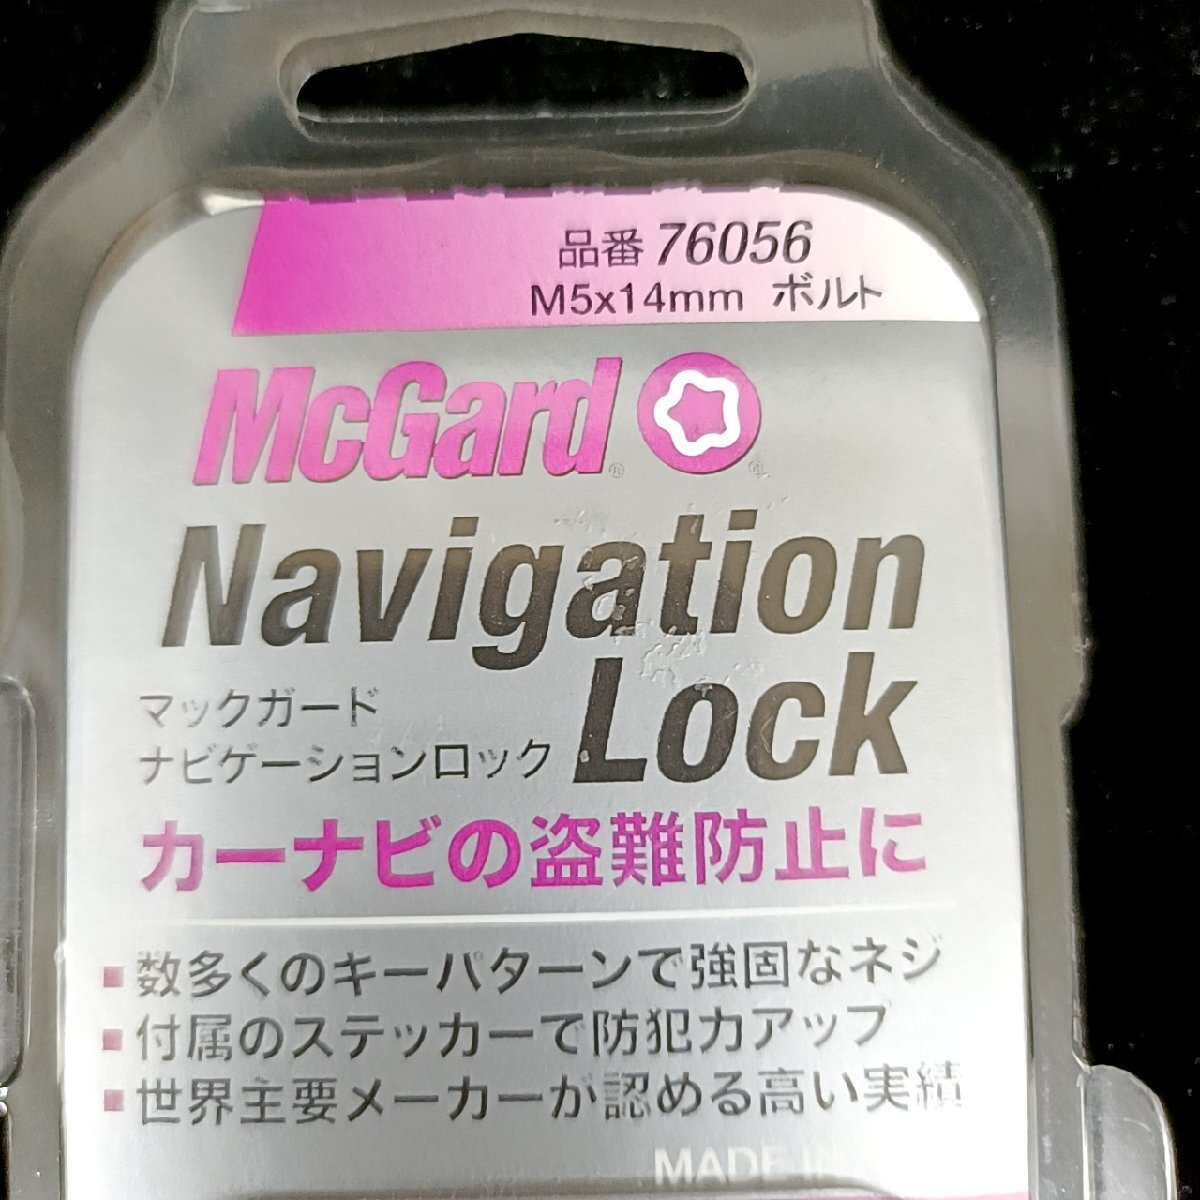 品番 76056
M5x14mm ボルト
McGard®
Navigation
Lock
マックガード
ナビゲーションロック
カーナビの盗難防止に
■数多くのキーパターンで強固なネジ
■付属のステッカーで防犯力アップ
■世界主要メーカーが認める高い実績
MADE IN